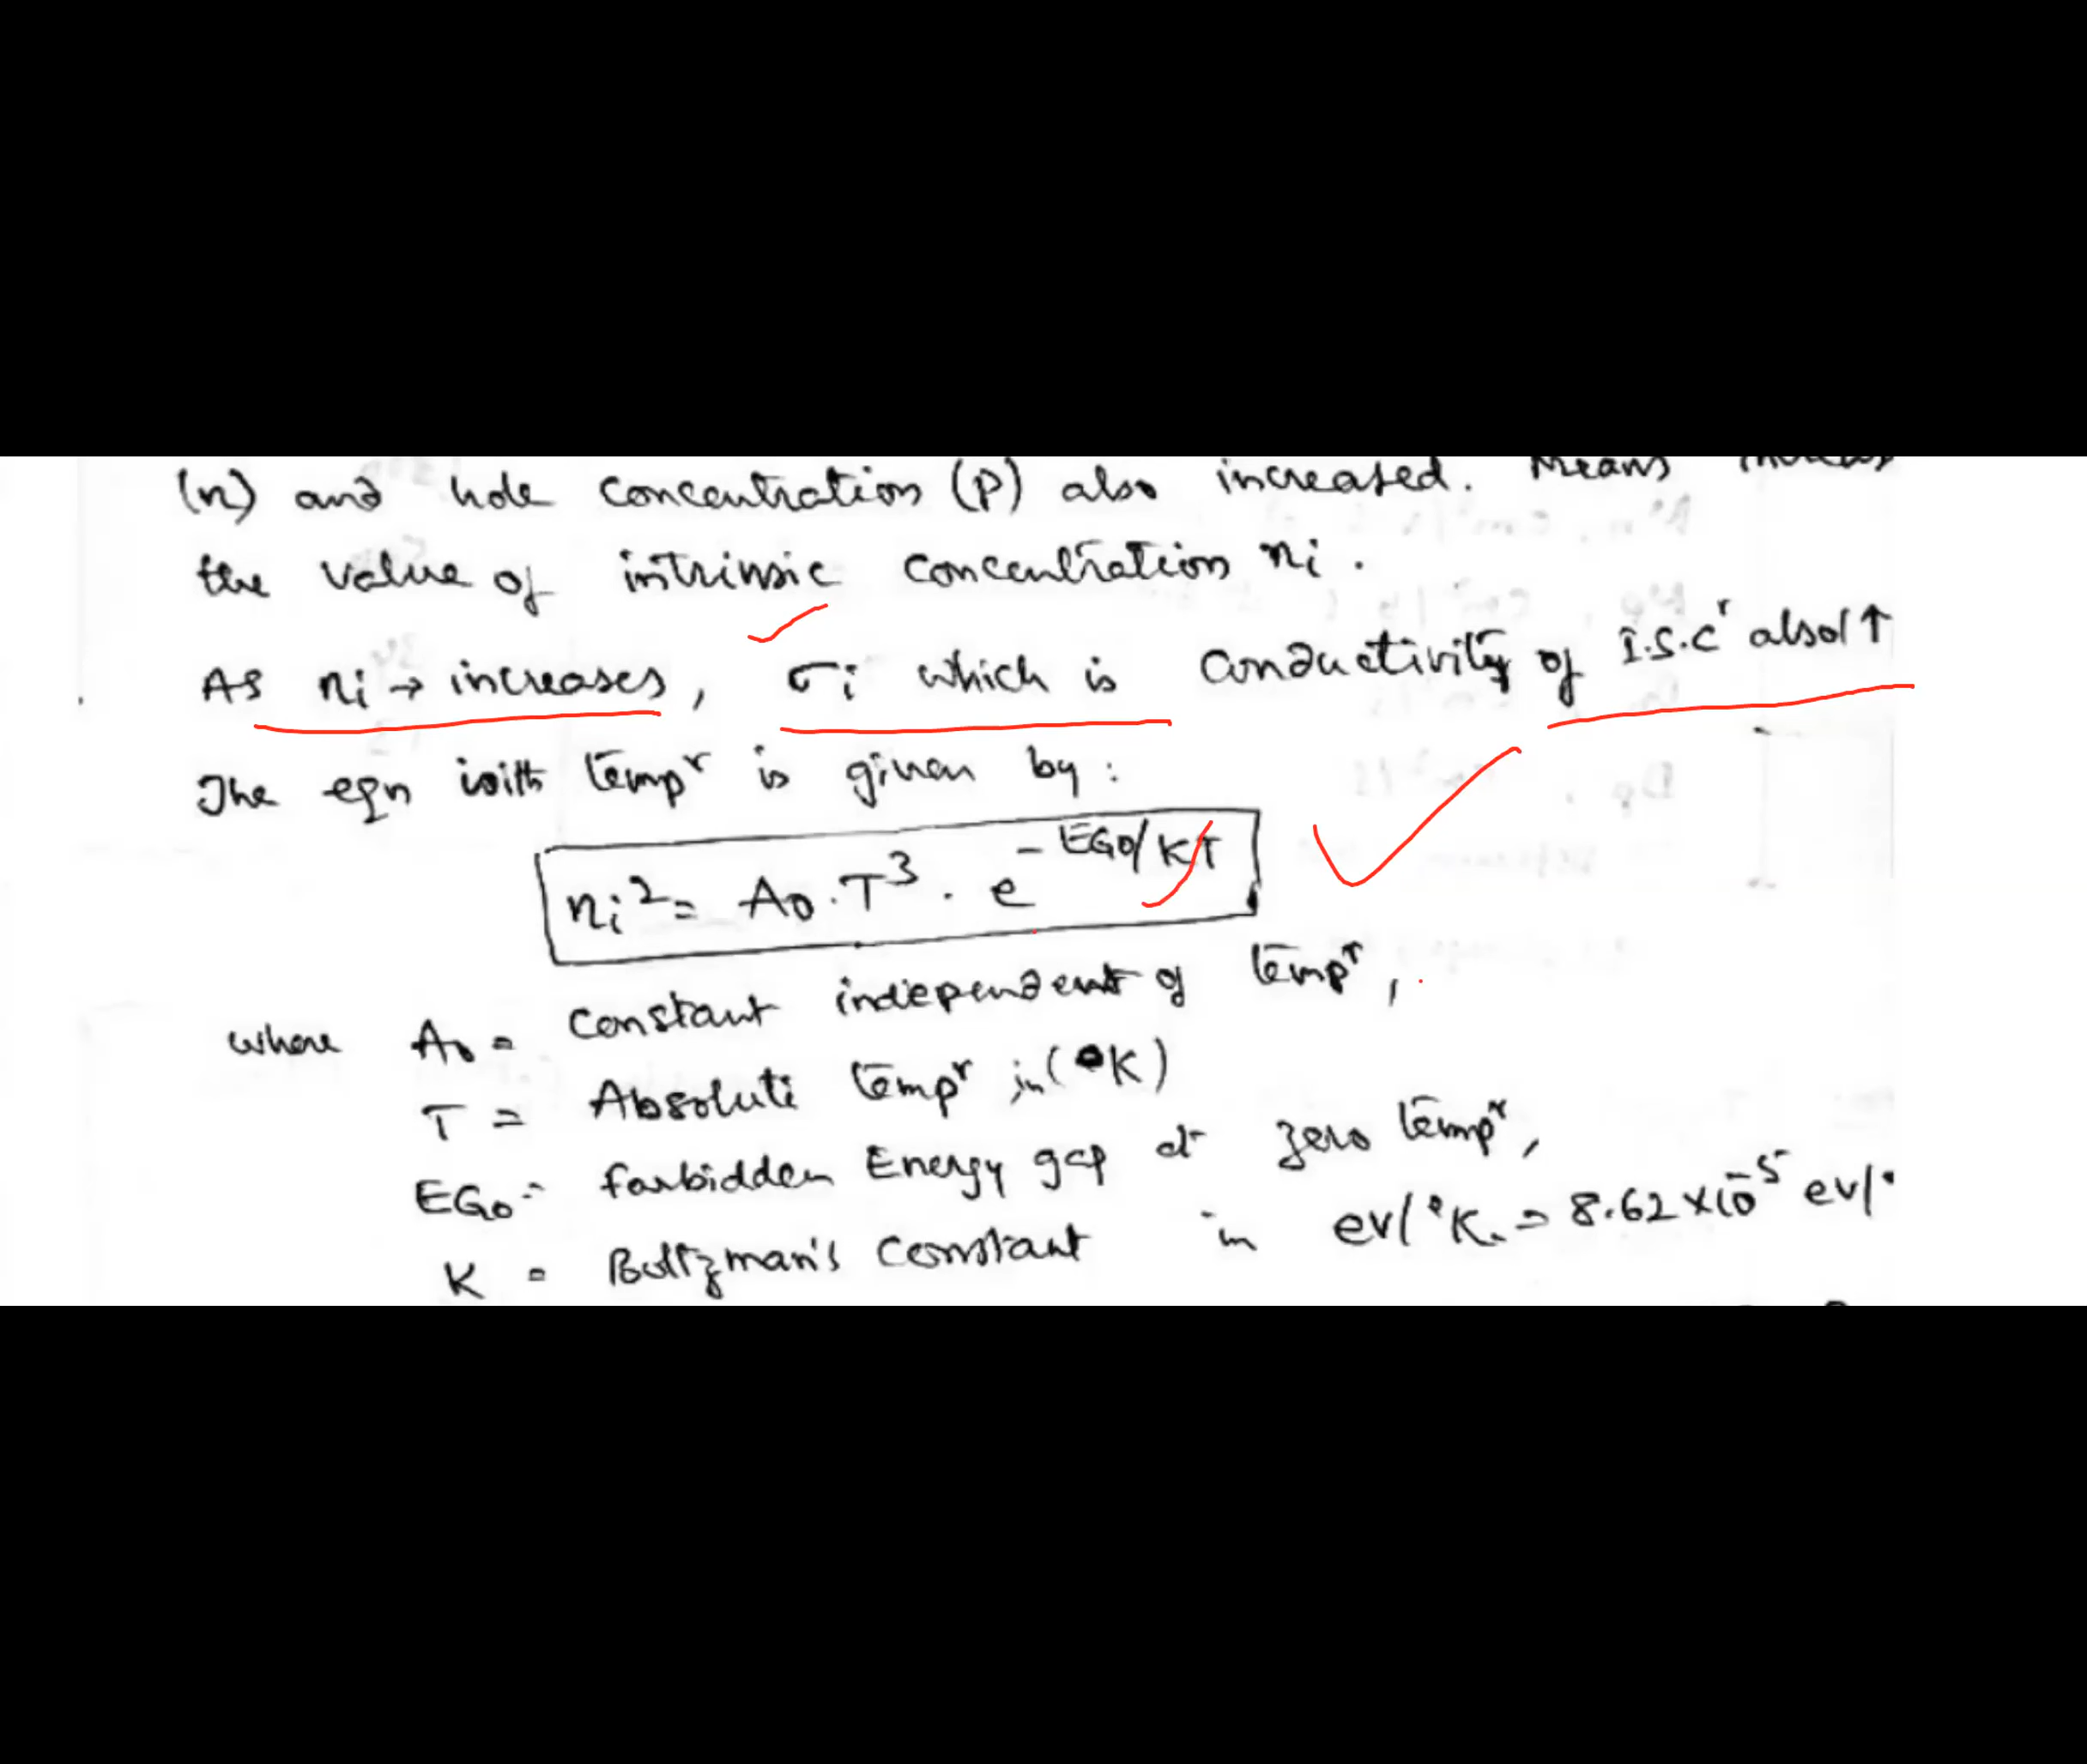 (n) and hole concentration (p) also increased. Means
the value of intrinsic concentration ni.
As ni → increases, σi which is conductivity of I.S.Cʳ also ↑
The eqn with tempʳ is given by:
ni² = A₀.T³. e^-EG0/KT
where A₀ = constant independent of tempʳ,
T = Absolute tempʳ in (°K)
EG₀ = forbidden Energy gap at zero tempʳ,
K = Boltzman's constant in ev/°K. = 8.62 × 10⁻⁵ ev/°